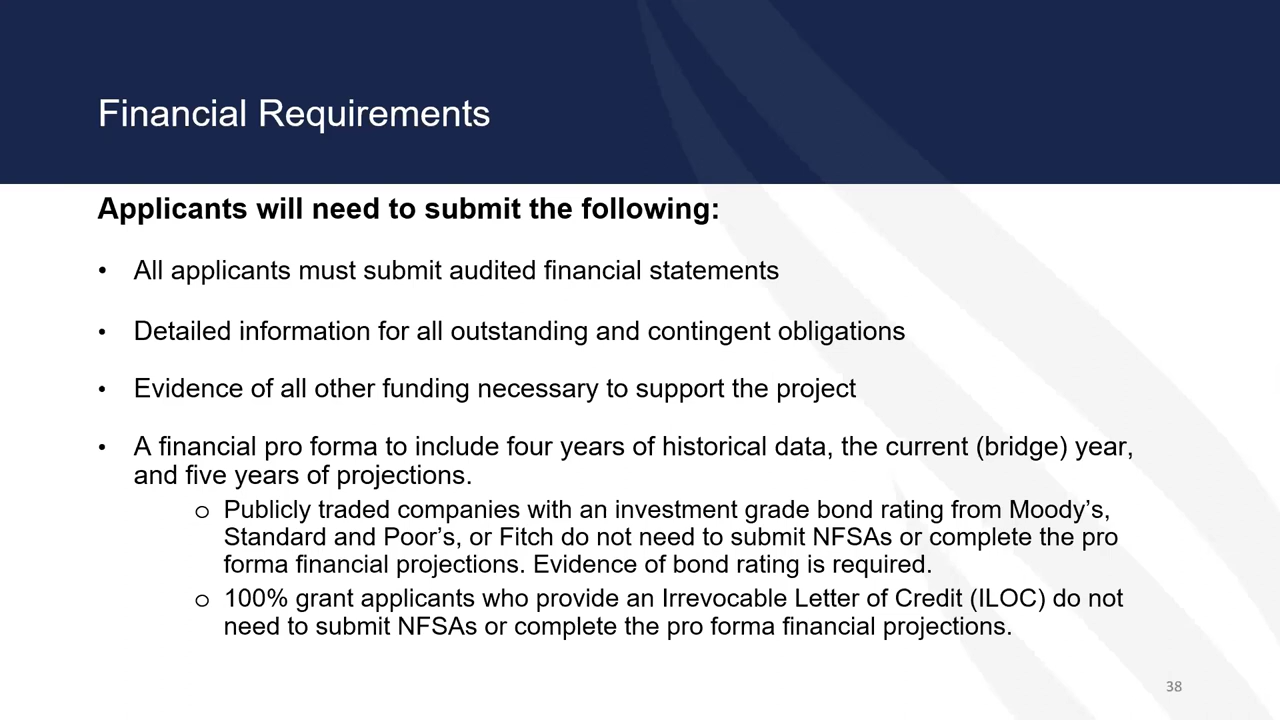 Financial Requirements
Applicants will need to submit the following:
• All applicants must submit audited financial statements
• Detailed information for all outstanding and contingent obligations
• Evidence of all other funding necessary to support the project
• A financial pro forma to include four years of historical data, the current (bridge) year,
and five years of projections.
o Publicly traded companies with an investment grade bond rating from Moody’s,
Standard and Poor’s, or Fitch do not need to submit NFSAs or complete the pro
forma financial projections. Evidence of bond rating is required.
o 100% grant applicants who provide an Irrevocable Letter of Credit (ILOC) do not
need to submit NFSAs or complete the pro forma financial projections.
38